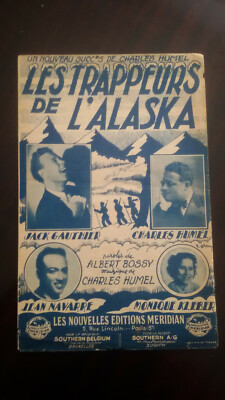 UN NOUVEAU SUCCÈS DE CHARLES HUMEL
LES TRAPPEURS
DE L'ALASKA
JACK GAUTHIER
CHARLES HUMEL
paroles de
ALBERT BOSSY
Musique de
CHARLES HUMEL
JEAN NAVARRE
MONIQUE KLEBER
LES NOUVELLES EDITIONS MERIDIAN
5, Rue Lincoln - Paris 8e
SOUTHERN BELGIUM
BRUXELLES
SOUTHERN A/G
ZURICH